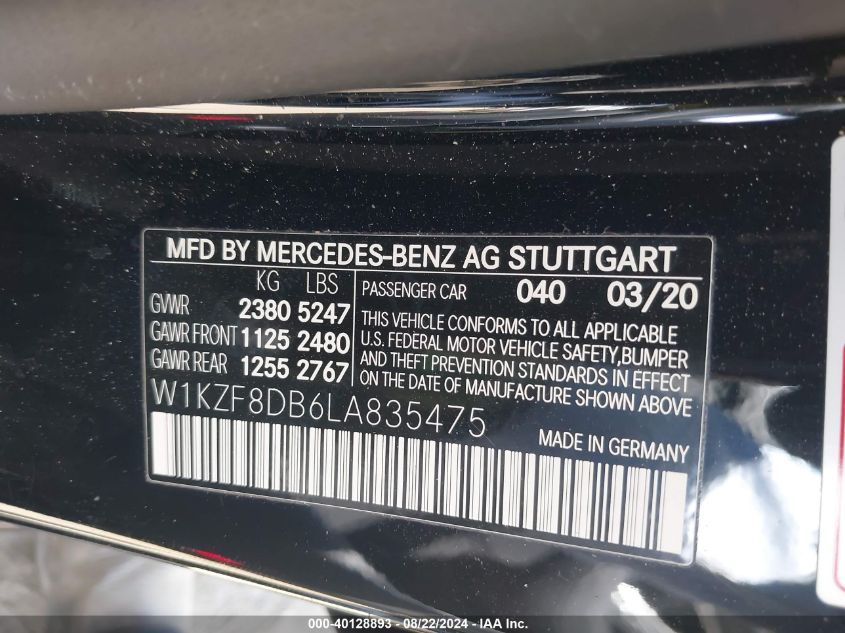 MFD BY MERCEDES-BENZ AG STUTTGART
KG LBS
GVWR 2380 5247
GAWR FRONT 1125 2480
GAWR REAR 1255 2767
PASSENGER CAR 040 03/20
THIS VEHICLE CONFORMS TO ALL APPLICABLE
U.S. FEDERAL MOTOR VEHICLE SAFETY,BUMPER
AND THEFT PREVENTION STANDARDS IN EFFECT
ON THE DATE OF MANUFACTURE SHOWN ABOVE
W1KZF8DB6LA835475
MADE IN GERMANY
000-40128893 - 08/22/2024 - IAA Inc.